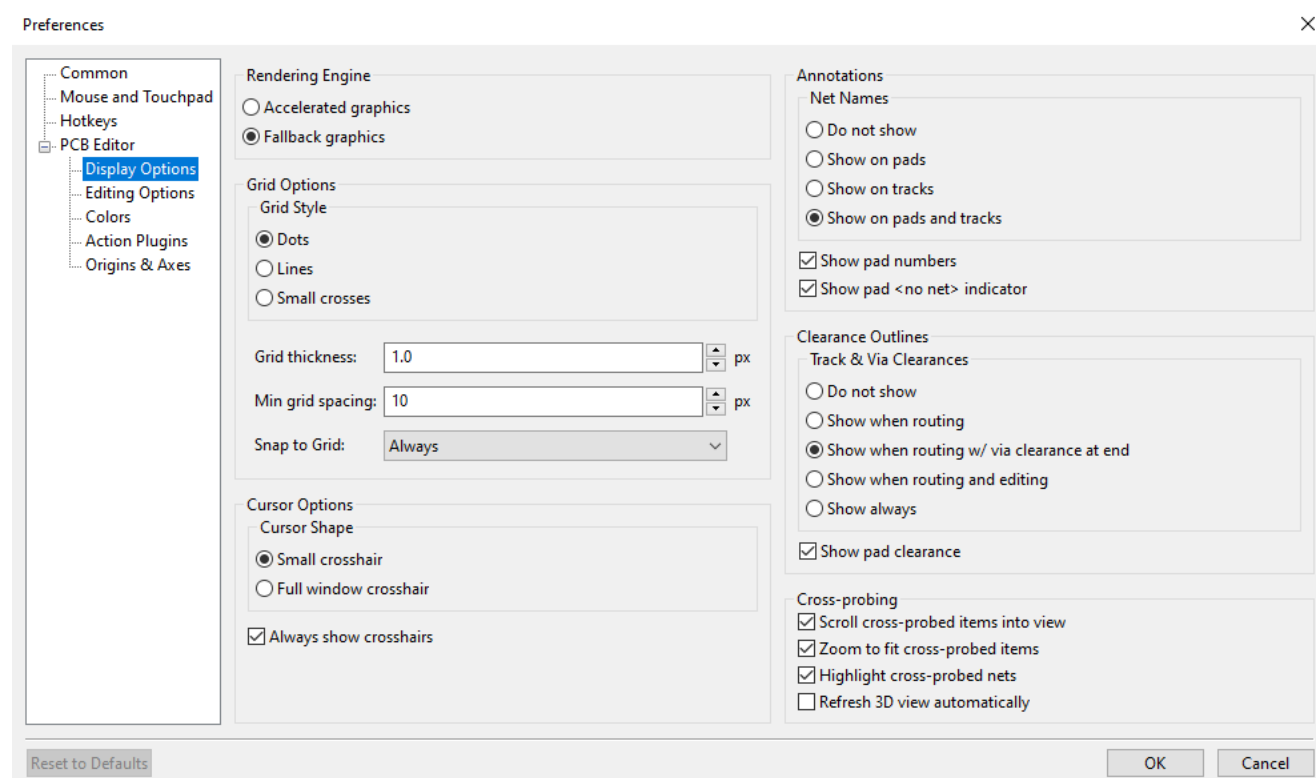 Preferences
Common
Mouse and Touchpad
Hotkeys
PCB Editor
Display Options
Editing Options
Colors
Action Plugins
Origins & Axes
Rendering Engine
Accelerated graphics
Fallback graphics
Grid Options
Grid Style
Dots
Lines
Small crosses
Grid thickness: 1.0 px
Min grid spacing: 10 px
Snap to Grid: Always
Cursor Options
Cursor Shape
Small crosshair
Full window crosshair
Always show crosshairs
Annotations
Net Names
Do not show
Show on pads
Show on tracks
Show on pads and tracks
Show pad numbers
Show pad <no net> indicator
Clearance Outlines
Track & Via Clearances
Do not show
Show when routing
Show when routing w/ via clearance at end
Show when routing and editing
Show always
Show pad clearance
Cross-probing
Scroll cross-probed items into view
Zoom to fit cross-probed items
Highlight cross-probed nets
Refresh 3D view automatically
Reset to Defaults
OK
Cancel